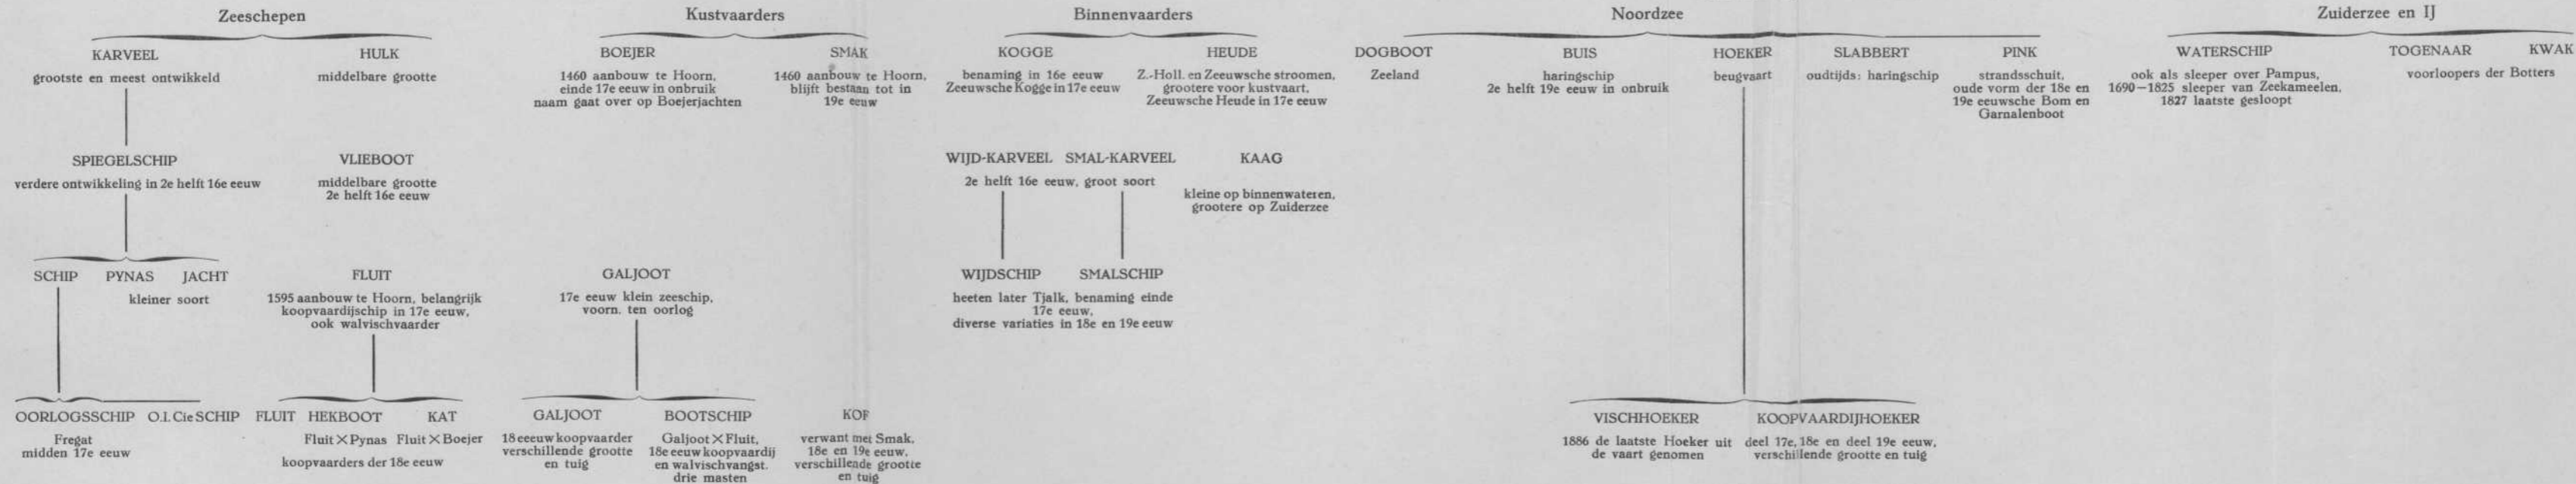 Zeeschepen
KARVEEL
grootste en meest ontwikkeld
HULK
middelbare grootte
SPIEGELSCHIP
verdere ontwikkeling in 2e helft 16e eeuw
VLIEBOOT
middelbare grootte
2e helft 16e eeuw
SCHIP
PYNAS
JACHT
kleiner soort
FLUIT
1595 aanbouw te Hoorn, belangrijk
koopvaardijschip in 17e eeuw,
ook walvischvaarder
OORLOGSSCHIP
Fregat
midden 17e eeuw
O.I. Cie SCHIP
FLUIT
HEKBOOT
KAT
Fluit X Pynas
Fluit X Boejer
koopvaarders der 18e eeuw
Kustvaarders
BOEJER
1460 aanbouw te Hoorn,
einde 17e eeuw in onbruik
naam gaat over op Boejerjachten
SMAK
1460 aanbouw te Hoorn,
blijft bestaan tot in
19e eeuw
GALJOOT
17e eeuw klein zeeschip,
voorn. ten oorlog
GALJOOT
18e eeuw koopvaarder
verschillende grootte
en tuig
BOOTSCHIP
Galjoot X Fluit,
18e eeuw koopvaardij
en walvischvangst.
drie masten
KOF
verwant met Smak,
18e en 19e eeuw,
verschillende grootte
en tuig
Binnenvaarders
KOGGE
benaming in 16e eeuw
Zeeuwsche Kogge in 17e eeuw
HEUDE
Z.-Holl. en Zeeuwsche stroomen,
grootere voor kustvaart,
Zeeuwsche Heude in 17e eeuw
WIJD-KARVEEL
SMAL-KARVEEL
2e helft 16e eeuw, groot soort
KAAG
kleine op binnenwateren,
grootere op Zuiderzee
WIJDSCHIP
SMALSCHIP
heeten later Tjalk, benaming einde
17e eeuw,
diverse variaties in 18e en 19e eeuw
Noordzee
DOGBOOT
Zeeland
BUIS
haringschip
2e helft 19e eeuw in onbruik
HOEKER
beugvaart
SLABBERT
oudtijds: haringschip
PINK
strandsschuit,
oude vorm der 18e en
19e eeuwsche Bom en
Garnalenboot
VISCHHOEKER
1886 de laatste Hoeker uit
de vaart genomen
KOOPVAARDIJHOEKER
deel 17e, 18e en deel 19e eeuw,
verschillende grootte en tuig
Zuiderzee en IJ
WATERSCHIP
ook als sleeper over Pampus,
1690—1825 sleeper van Zeekameelen,
1827 laatste gesloopt
TOGENAAR
KWAK
voorloopers der Botters